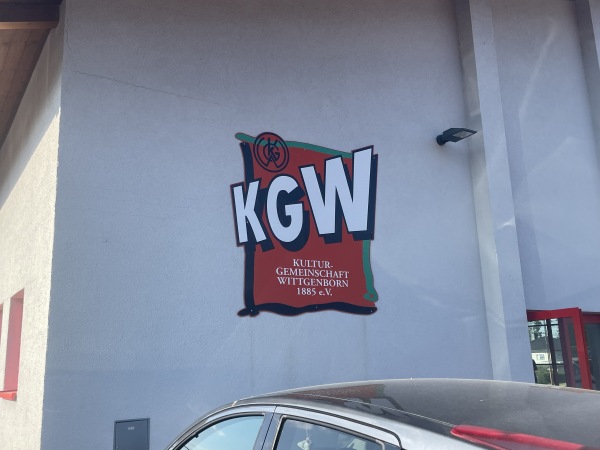 KGW
KULTUR-
GEMEINSCHAFT
WITTGENBORN
1885 e.V.